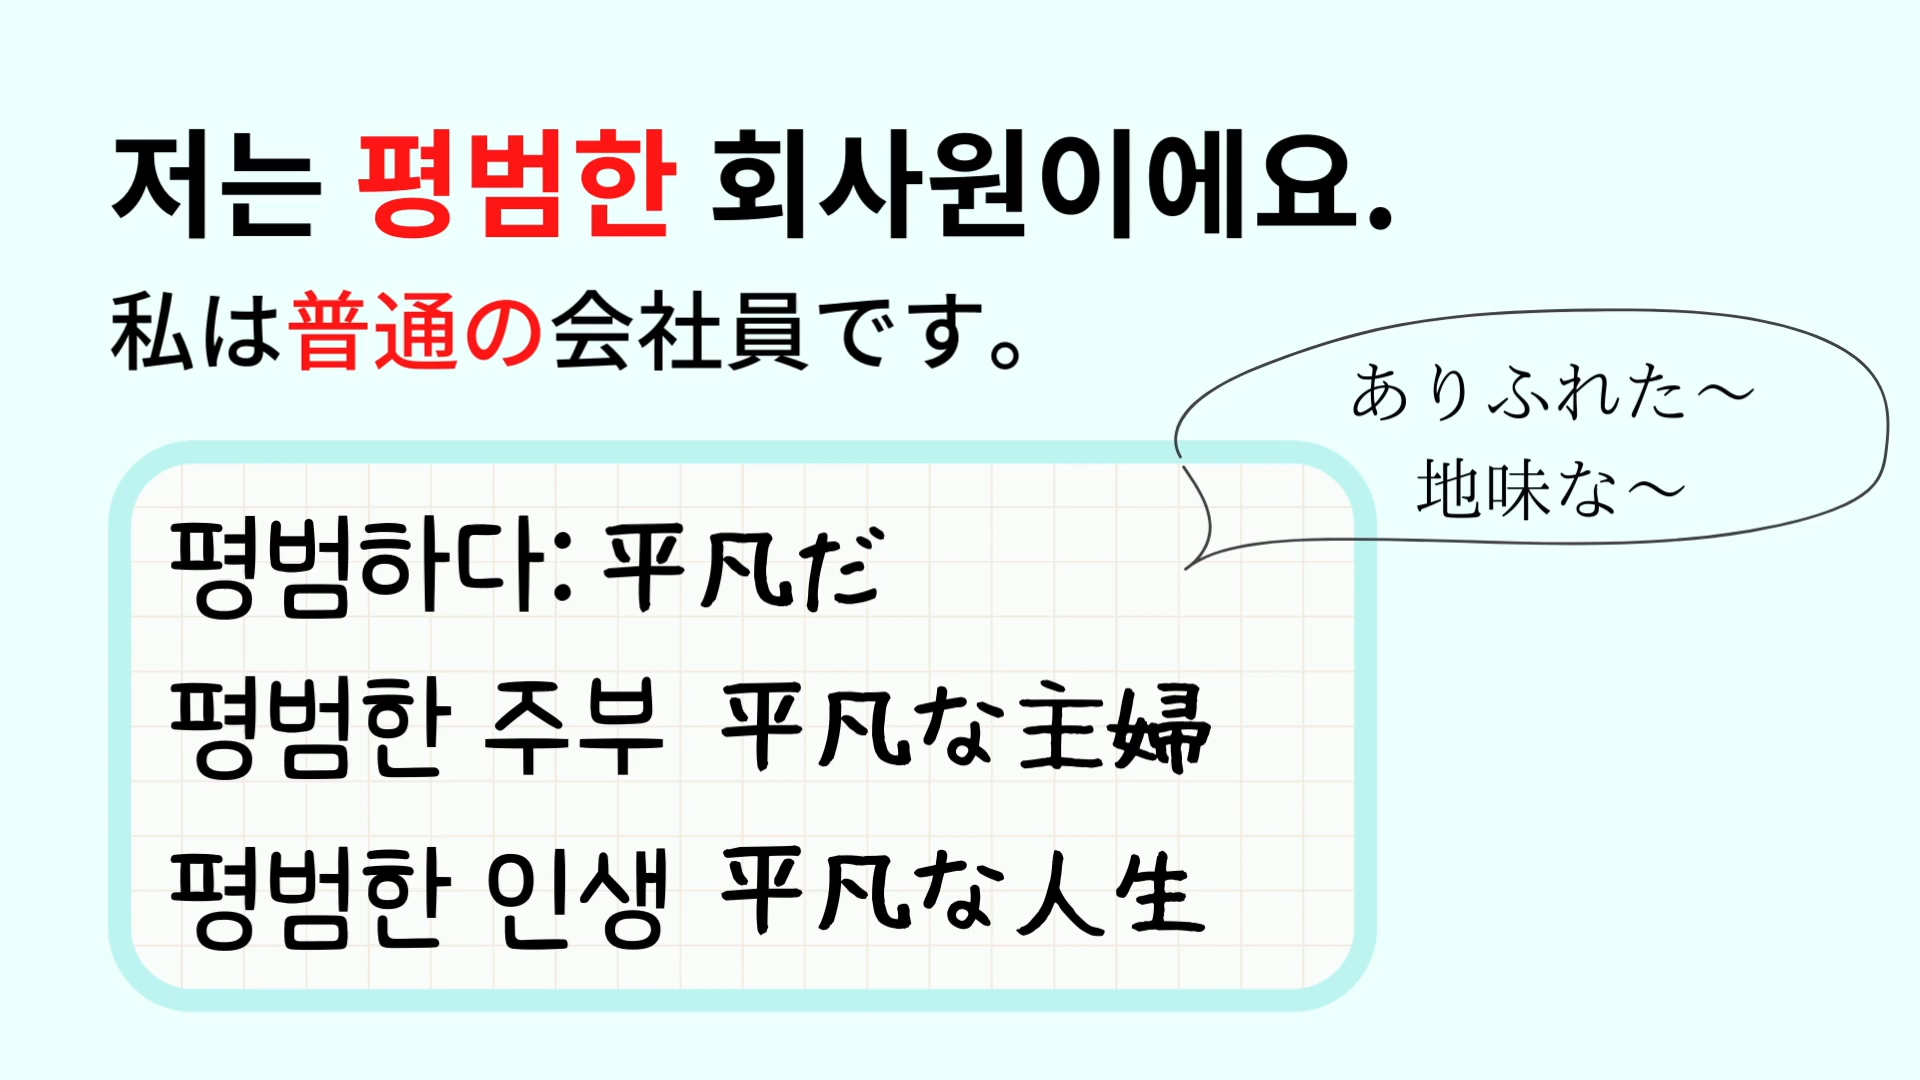 저는 평범한 회사원이에요.
私は普通の会社員です。
ありふれた〜
地味な〜
평범하다: 平凡だ
평범한 주부 平凡な主婦
평범한 인생 平凡な人生